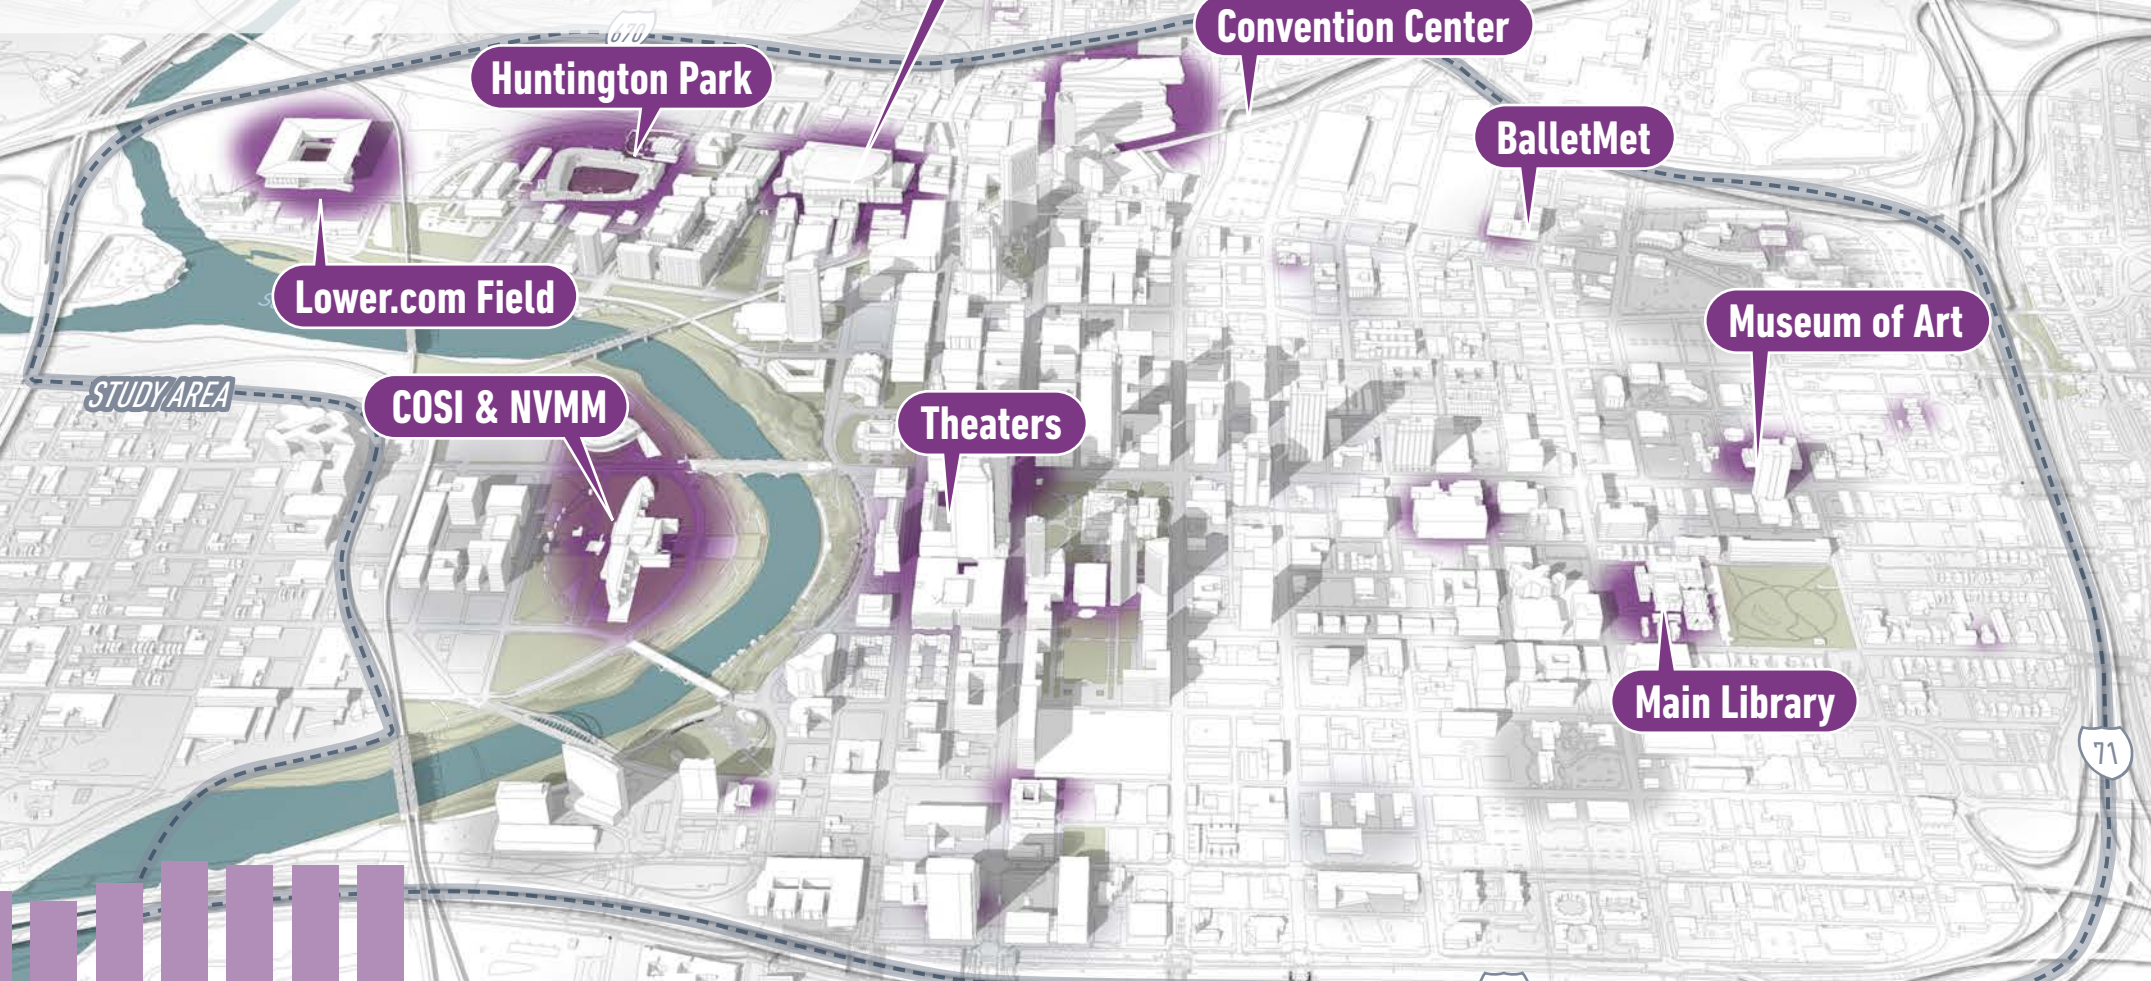 Convention Center
670
Huntington Park
BalletMet
Lower.com Field
Museum of Art
STUDY AREA
COSI & NVMM
Theaters
Main Library
71